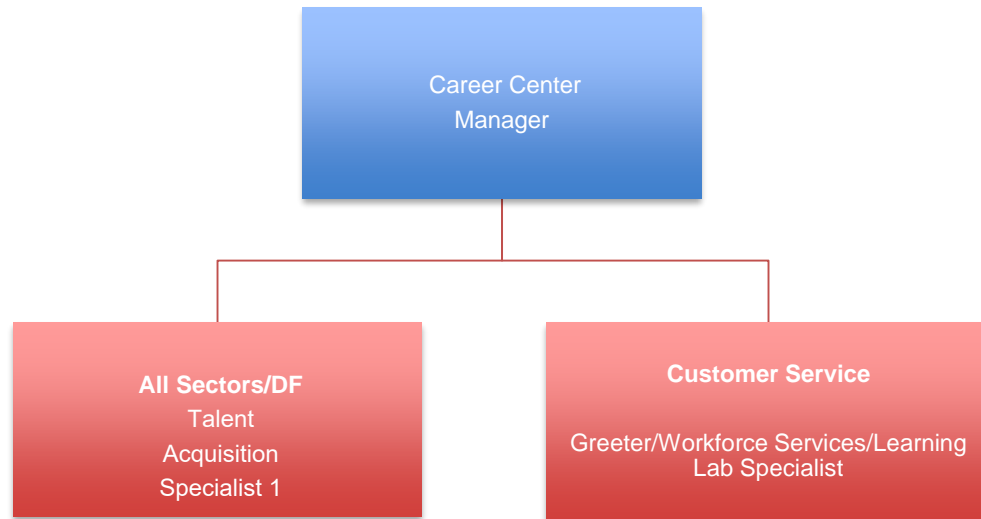 Career Center
Manager
All Sectors/DF
Talent
Acquisition
Specialist 1
Customer Service
Greeter/Workforce Services/Learning
Lab Specialist